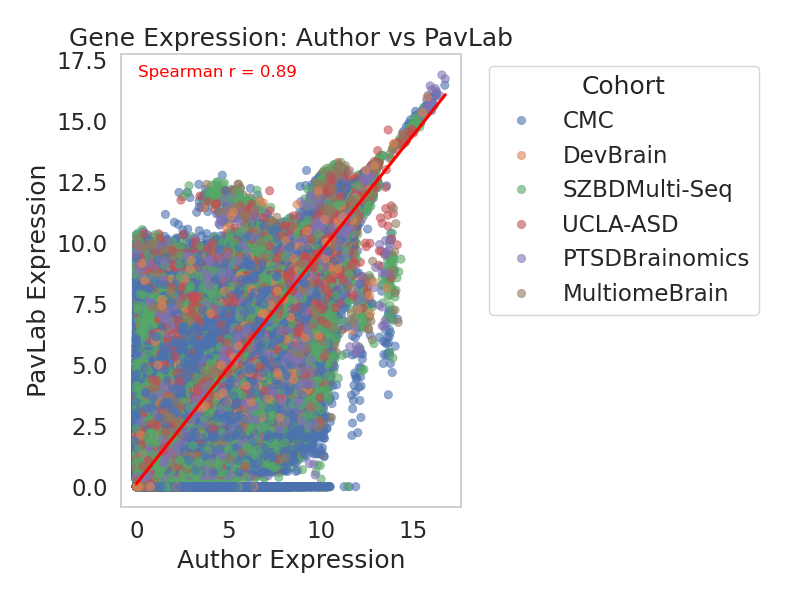 Gene Expression: Author vs PavLab
Spearman r = 0.89
17.5
15.0
12.5
10.0
7.5
5.0
2.5
0.0
PavLab Expression
0 5 10 15
Author Expression
Cohort
CMC
DevBrain
SZBDMulti-Seq
UCLA-ASD
PTSDBrainomics
MultiomeBrain